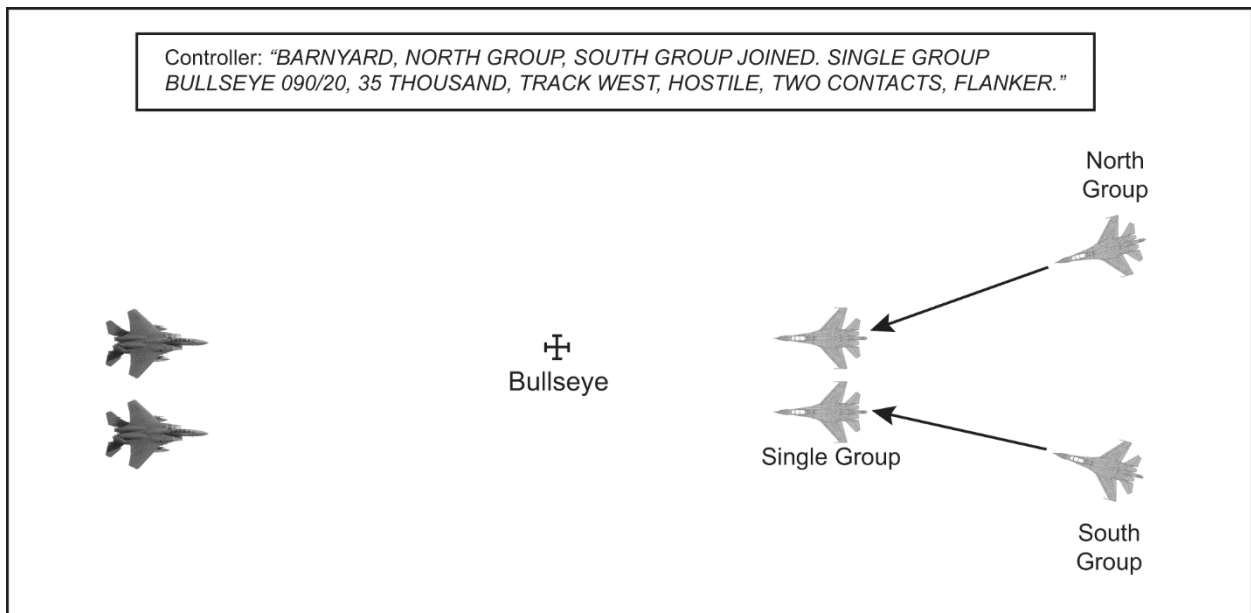 Controller: “BARNYARD, NORTH GROUP, SOUTH GROUP JOINED. SINGLE GROUP
BULLSEYE 090/20, 35 THOUSAND, TRACK WEST, HOSTILE, TWO CONTACTS, FLANKER.”
North
Group
Bullseye
Single Group
South
Group